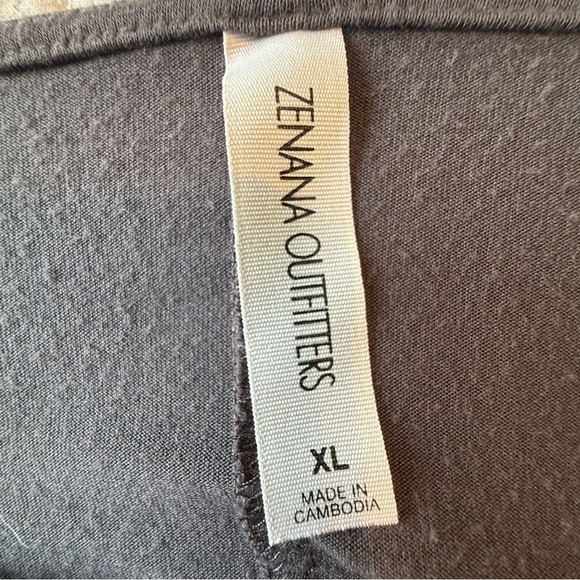 ZENANA OUTFITTERS
XL
MADE IN
CAMBODIA